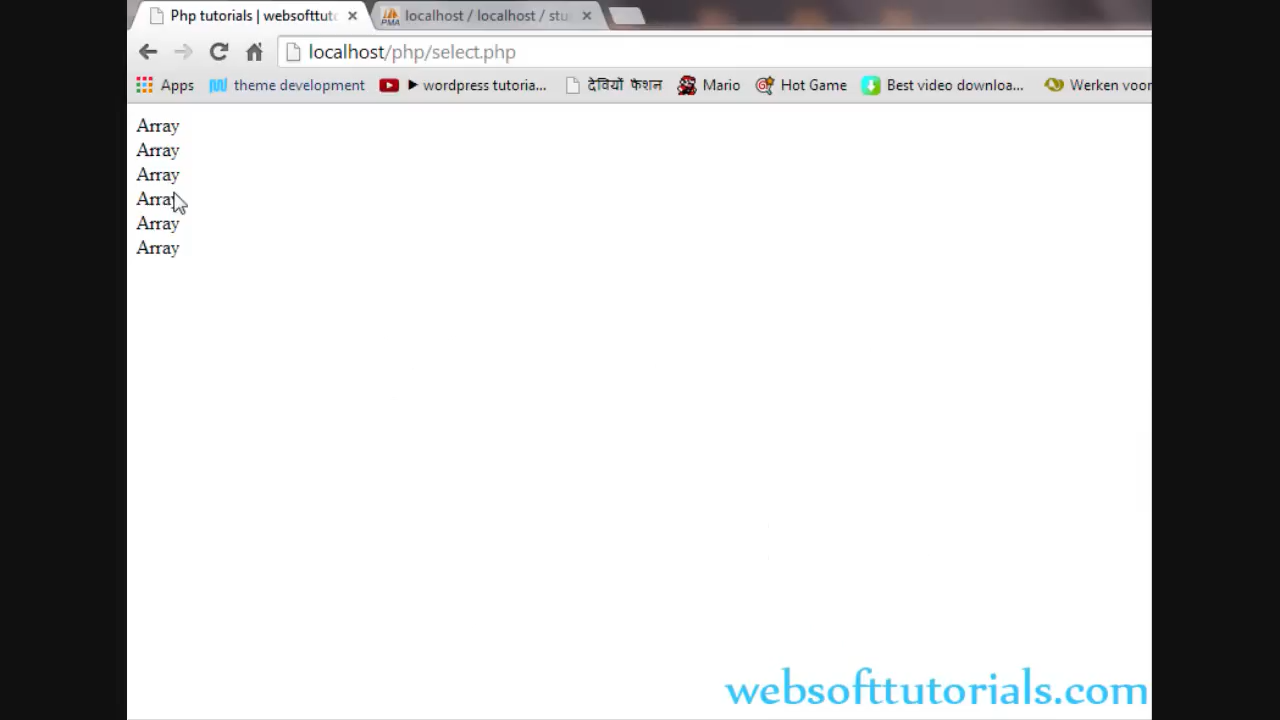 Php tutorials | websofttuto
localhost / localhost / stu
localhost/php/select.php
Apps
theme development
wordpress tutoria...
देवियों फैशन
Mario
Hot Game
Best video downloa...
Werken voor
Array
Array
Array
Array
Array
Array
websofttutorials.com